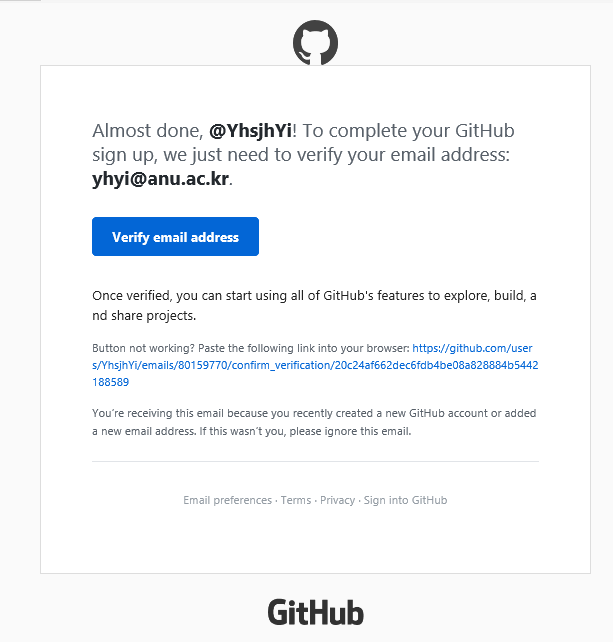 Almost done, @YhsjhYi! To complete your GitHub
sign up, we just need to verify your email address:
yhyi@anu.ac.kr.
Verify email address
Once verified, you can start using all of GitHub's features to explore, build, a
nd share projects.
Button not working? Paste the following link into your browser: https://github.com/user
s/YhsjhYi/emails/80159770/confirm_verification/20c24af662dec6fdb4be08a828884b5442
188589
You're receiving this email because you recently created a new GitHub account or added
a new email address. If this wasn't you, please ignore this email.
Email preferences · Terms · Privacy · Sign into GitHub
GitHub